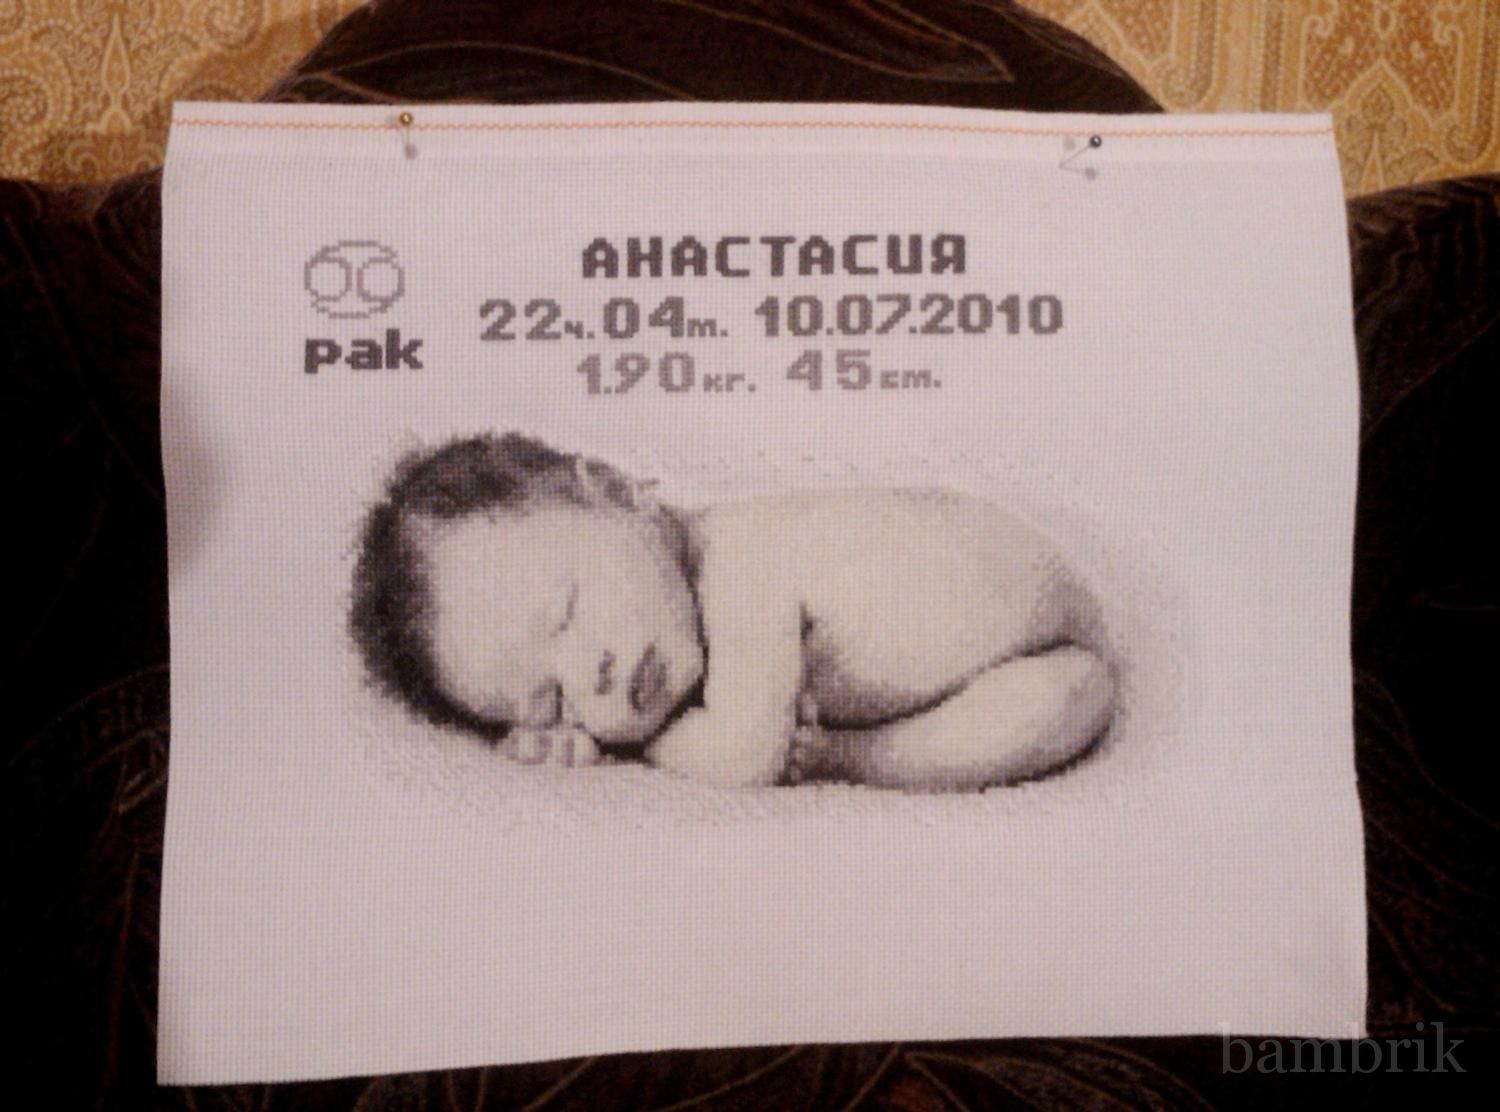 АНАСТАСИЯ
22ч.04м. 10.07.2010
1.90кг. 45см.
рак
bambrik